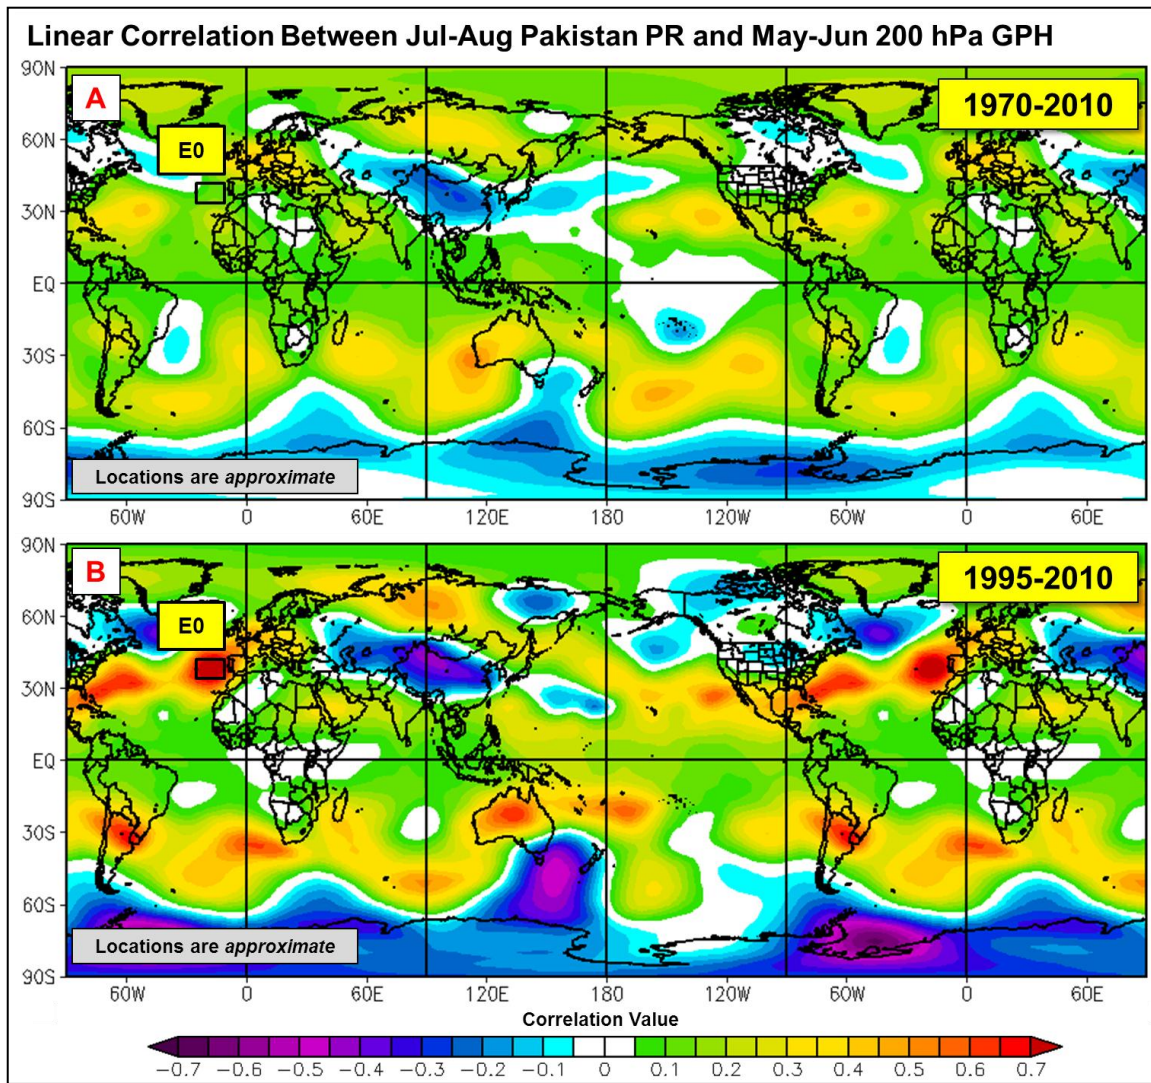 Linear Correlation Between Jul-Aug Pakistan PR and May-Jun 200 hPa GPH
90N
A
1970-2010
60N
E0
30N
EQ
30S
60S
Locations are approximate
90S
60W 0 60E 120E 180 120W 60W 0 60E
90N
B
1995-2010
60N
E0
30N
EQ
30S
60S
Locations are approximate
90S
60W 0 60E 120E 180 120W 60W 0 60E
Correlation Value
-0.7 -0.6 -0.5 -0.4 -0.3 -0.2 -0.1 0 0.1 0.2 0.3 0.4 0.5 0.6 0.7